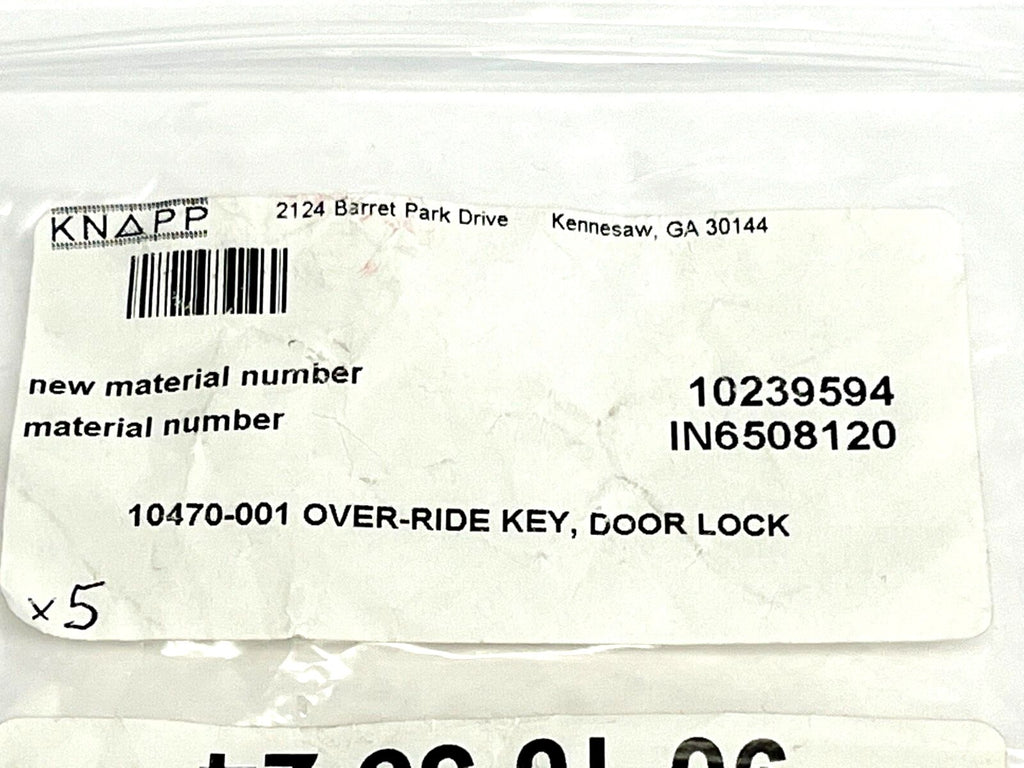 KNAPP 2124 Barret Park Drive Kennesaw, GA 30144
new material number 10239594
material number IN6508120
10470-001 OVER-RIDE KEY, DOOR LOCK
x5